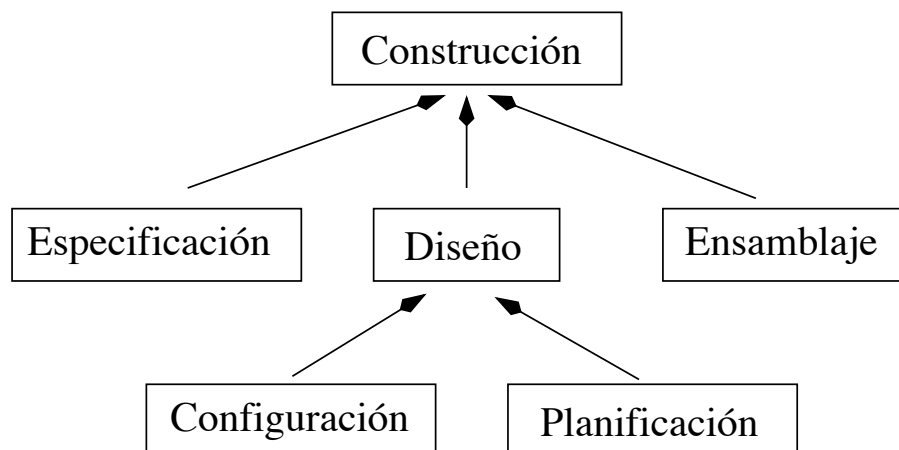 Construcción
Especificación
Diseño
Ensamblaje
Configuración
Planificación